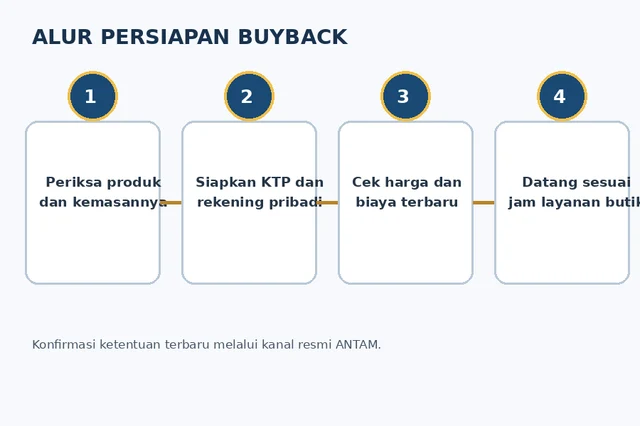 ALUR PERSIAPAN BUYBACK
1
Periksa produk
dan kemasannya
2
Siapkan KTP dan
rekening pribadi
3
Cek harga dan
biaya terbaru
4
Datang sesuai
jam layanan butik
Konfirmasi ketentuan terbaru melalui kanal resmi ANTAM.